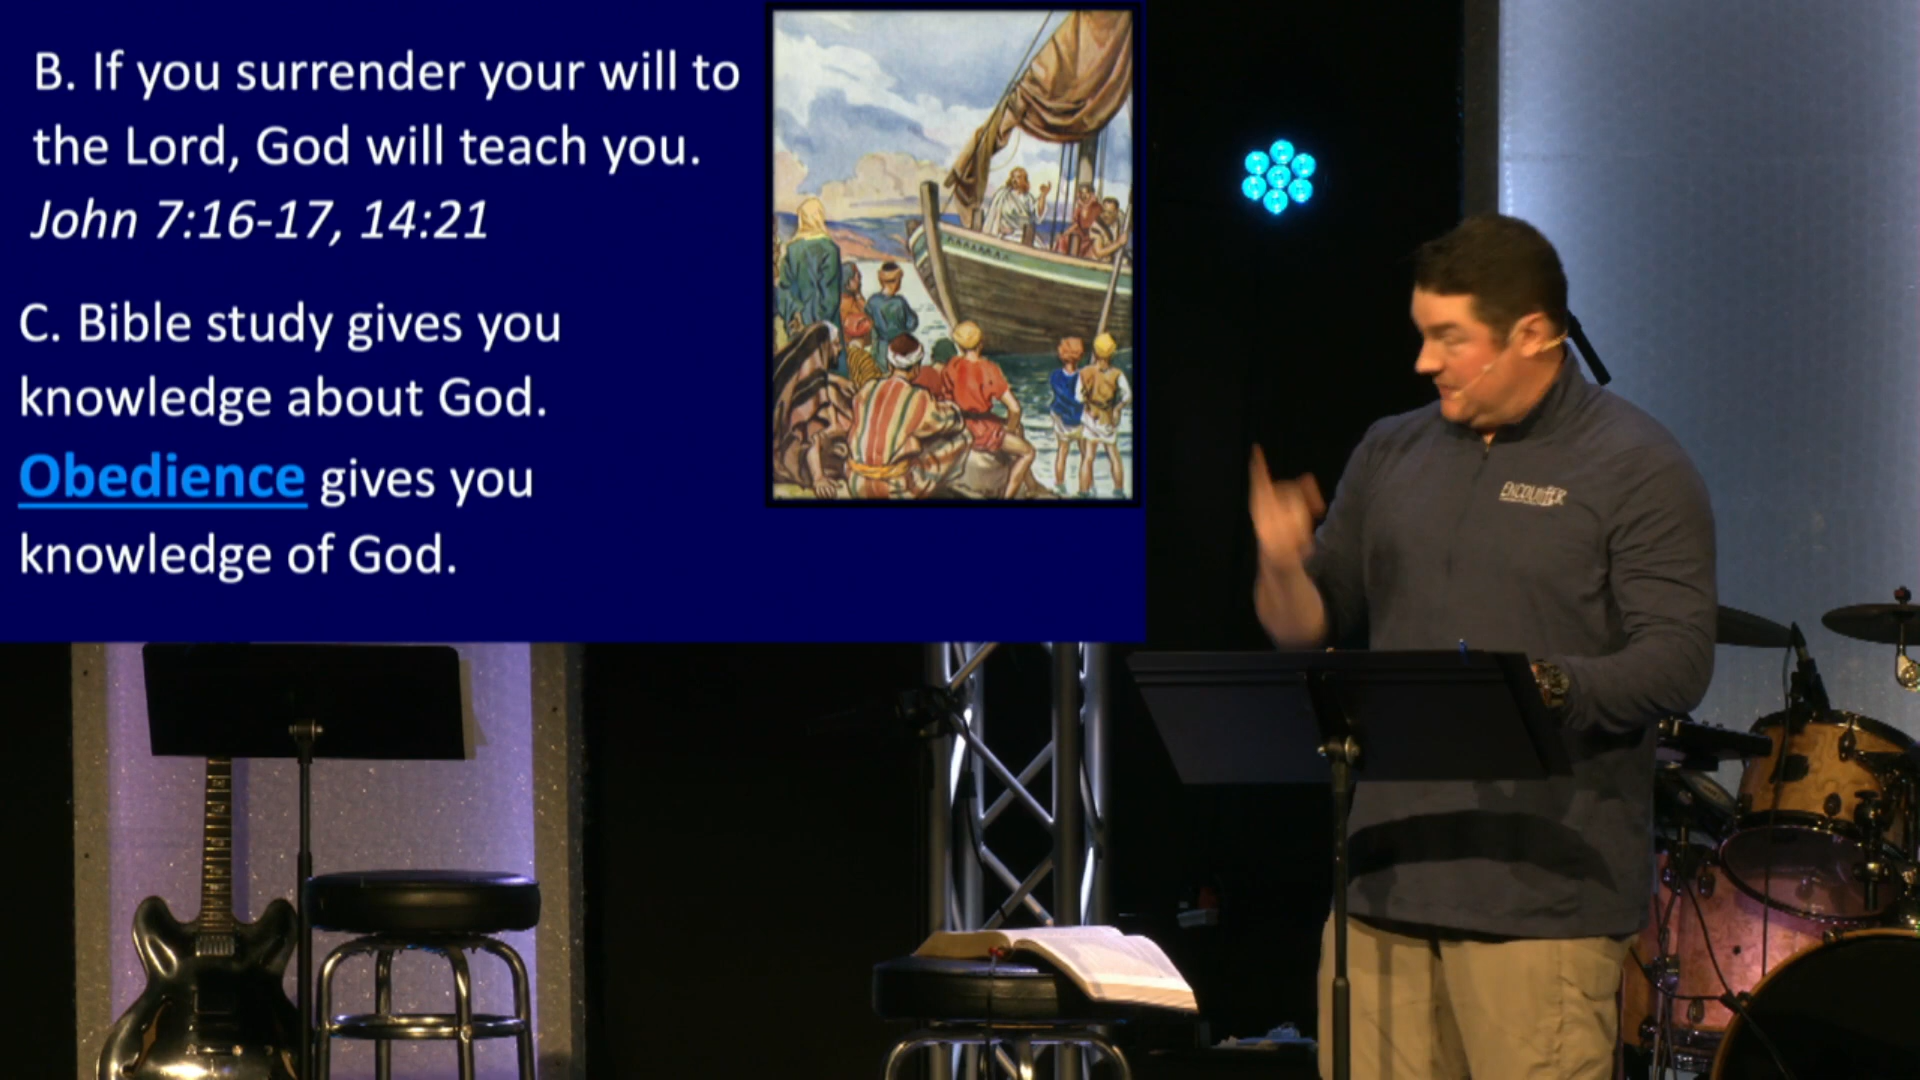 B. If you surrender your will to
the Lord, God will teach you.
John 7:16-17, 14:21
C. Bible study gives you
knowledge about God.
Obedience gives you
knowledge of God.
ENCOUNTER